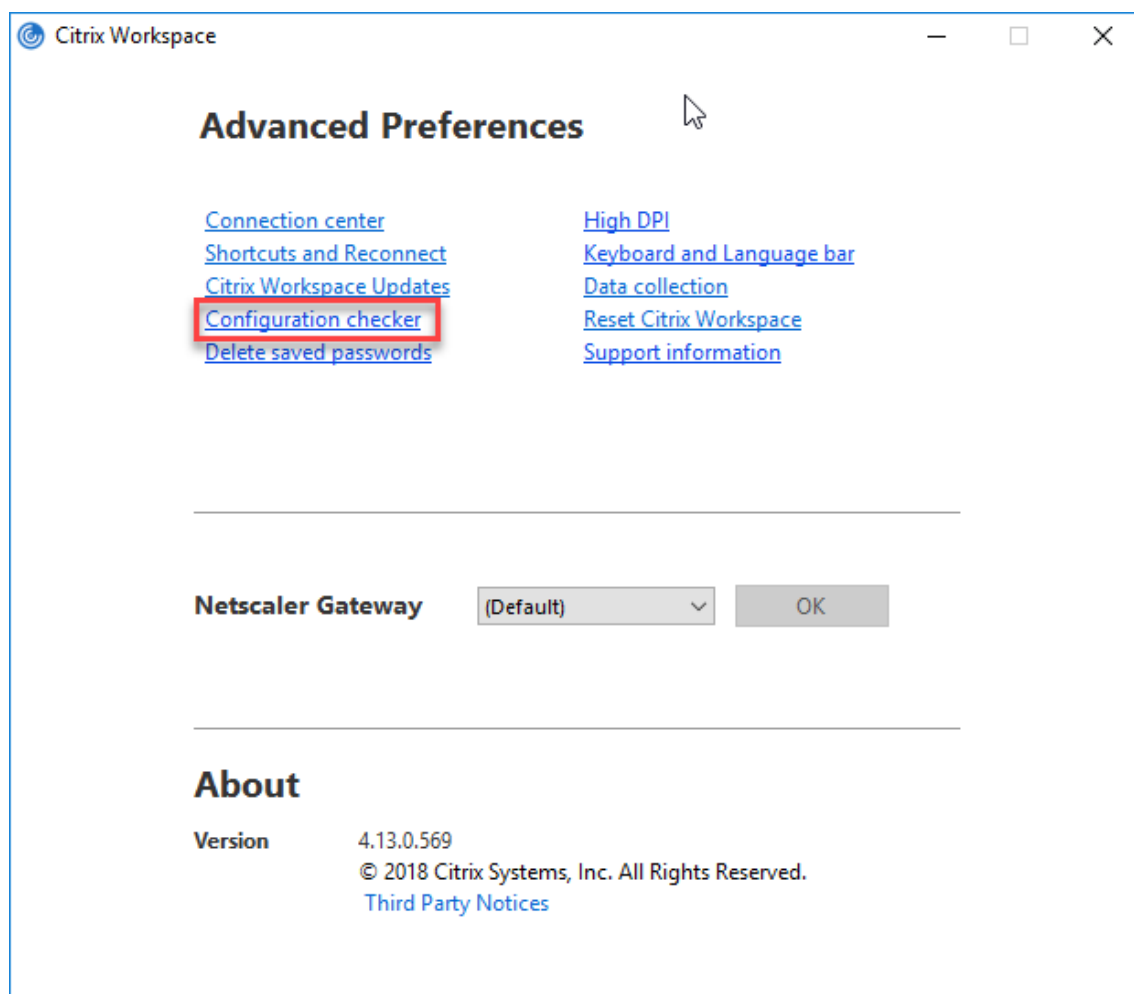 Citrix Workspace
Advanced Preferences
Connection center
Shortcuts and Reconnect
Citrix Workspace Updates
Configuration checker
Delete saved passwords
High DPI
Keyboard and Language bar
Data collection
Reset Citrix Workspace
Support information
Netscaler Gateway (Default) OK
About
Version 4.13.0.569
© 2018 Citrix Systems, Inc. All Rights Reserved.
Third Party Notices